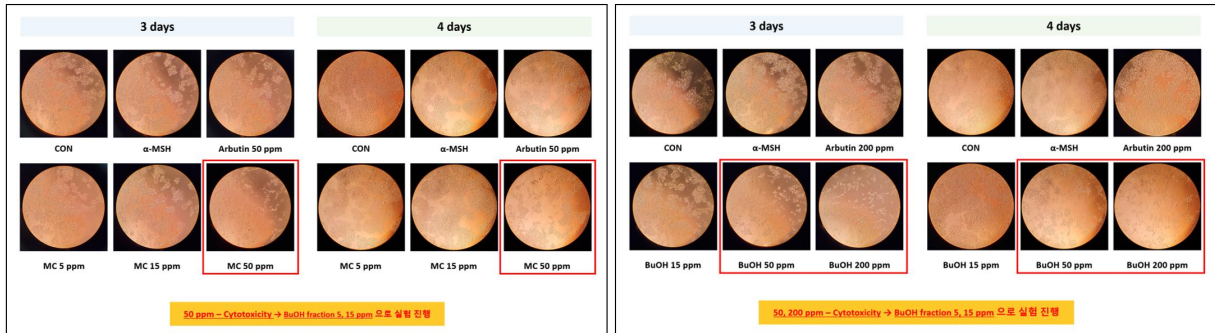 3 days 4 days
CON α-MSH Arbutin 50 ppm CON α-MSH Arbutin 50 ppm
MC 5 ppm MC 15 ppm MC 50 ppm MC 5 ppm MC 15 ppm MC 50 ppm
50 ppm – Cytotoxicity → BuOH fraction 5, 15 ppm 으로 실험 진행
3 days 4 days
CON α-MSH Arbutin 200 ppm CON α-MSH Arbutin 200 ppm
BuOH 15 ppm BuOH 50 ppm BuOH 200 ppm BuOH 15 ppm BuOH 50 ppm BuOH 200 ppm
50, 200 ppm – Cytotoxicity → BuOH fraction 5, 15 ppm 으로 실험 진행